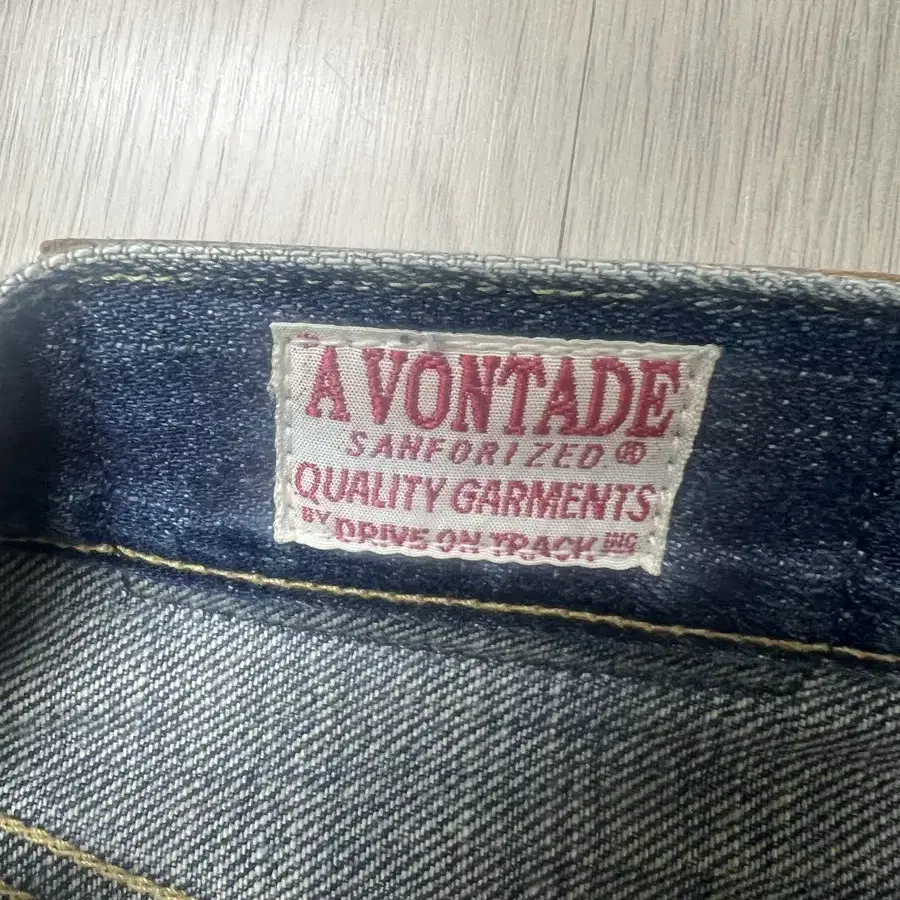 A VONTADE
SANFORIZED. ®
QUALITY GARMENTS
BY DRIVE ON TRACK INC